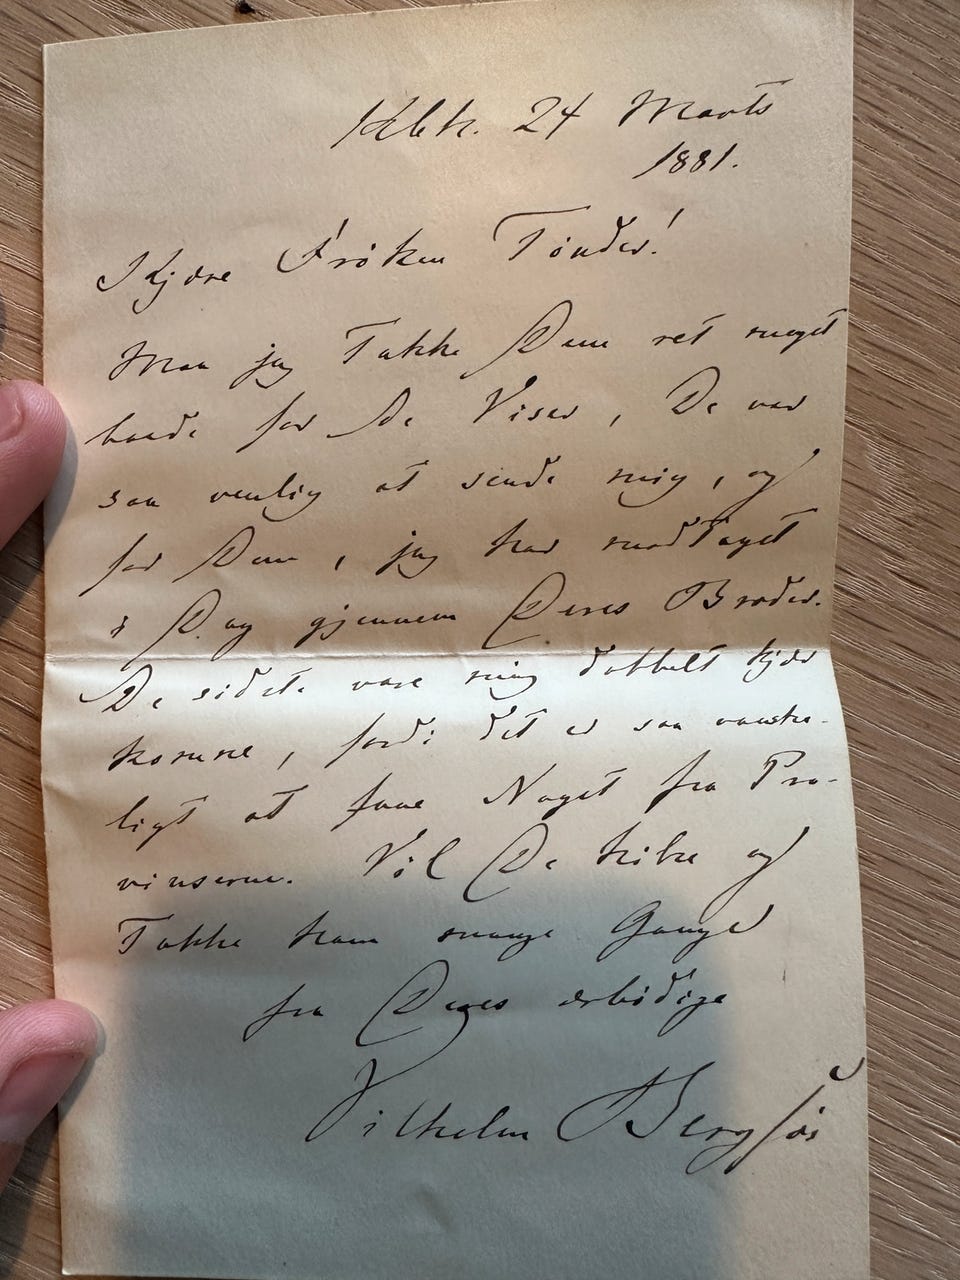 Kbh. 24 Marts
1881.
Kjære Frøken Tønder!
Maa jeg Takke Dem ret meget
baade for De Viser, De var
saa venlig at sende mig, og
for Dem, jeg har modtaget
i Dag gjennem Deres Broder.
De sidste vare mig dobbelt kjær
komne, fordi det er saa vanske-
ligt at faae Noget fra Pro-
vinserne. Vil De hilse og
Takke ham mange Gange
fra Deres ærbødige
Vilhelm Bergsøe